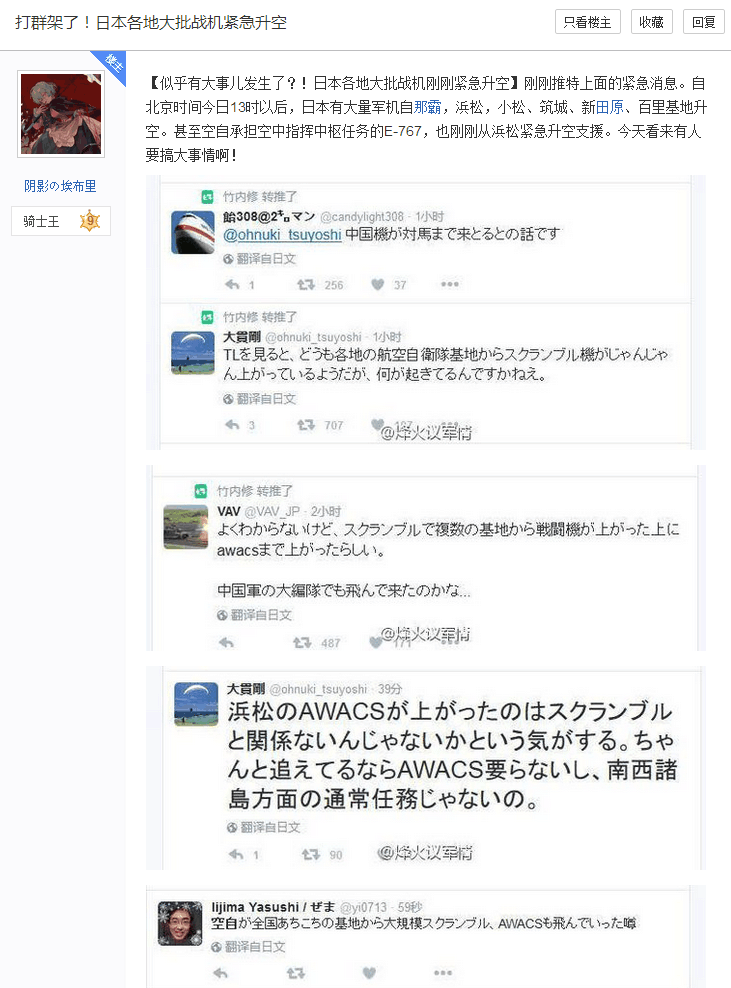 打群架了！日本各地大批战机紧急升空
只看楼主
收藏
回复
楼主
【似乎有大事儿发生了？！日本各地大批战机刚刚紧急升空】刚刚推特上面的紧急消息。自
北京时间今日13时以后，日本有大量军机自那霸，浜松，小松、筑城、新田原、百里基地升
空。甚至空自承担空中指挥中枢任务的E-767，也刚刚从浜松紧急升空支援。今天看来有人
要搞大事情啊！
阴影の埃布里
骑士王 9
竹内修 转推了
飴308@2㌔マン @candylight308 · 1小时
@ohnuki_tsuyoshi 中国機が対馬まで来とるとの話です
翻译自日文
1 256 37
竹内修 转推了
大貫剛 @ohnuki_tsuyoshi · 1小时
TLを見ると、どうも各地の航空自衛隊基地からスクランブル機がじゃんじゃ
ん上がっているようだが、何が起きてるんですかねえ。
翻译自日文
3 707
@烽火议军情
竹内修 转推了
VAV @VAV_JP · 2小时
よくわからないけど、スクランブルで複数の基地から戦闘機が上がった上に
awacsまで上がったらしい。
中国軍の大編隊でも飛んで来たのかな...
翻译自日文
487 171
@烽火议军情
大貫剛 @ohnuki_tsuyoshi · 39分
浜松のAWACSが上がったのはスクランブル
と関係ないんじゃないかという気がする。ちゃ
んと追えてるならAWACS要らないし、南西諸
島方面の通常任務じゃないの。
翻译自日文
1 90
@烽火议军情
Iijima Yasushi / ぜま @yi0713 · 59秒
空自が全国あちこちの基地から大規模スクランブル、AWACSも飛んでいった噂
翻译自日文